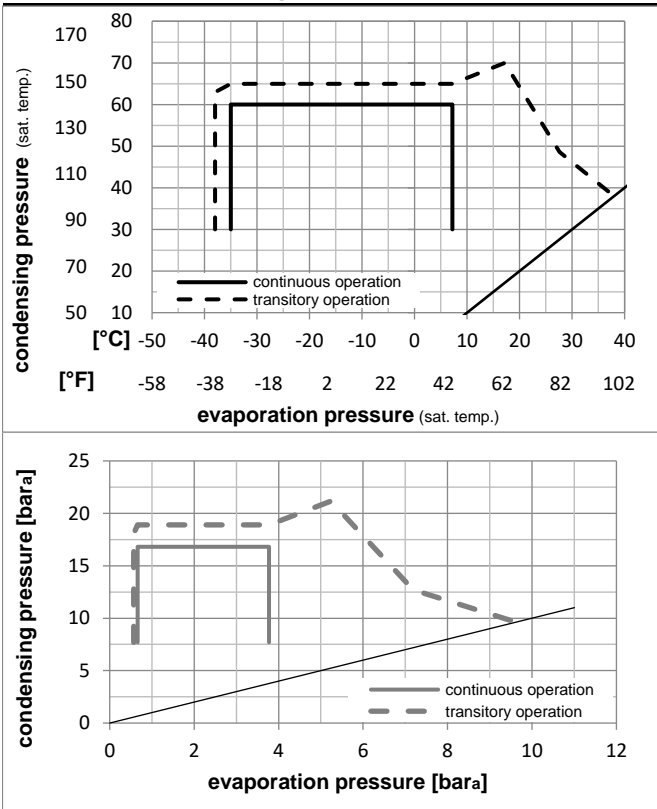 condensing pressure (sat. temp.)
170
150
130
110
90
70
50
80
70
60
50
40
30
20
10
continuous operation
transitory operation
[°C] -50 -40 -30 -20 -10 0 10 20 30 40
[°F] -58 -38 -18 2 22 42 62 82 102
evaporation pressure (sat. temp.)
condensing pressure [bara]
25
20
15
10
5
0
continuous operation
transitory operation
0 2 4 6 8 10 12
evaporation pressure [bara]